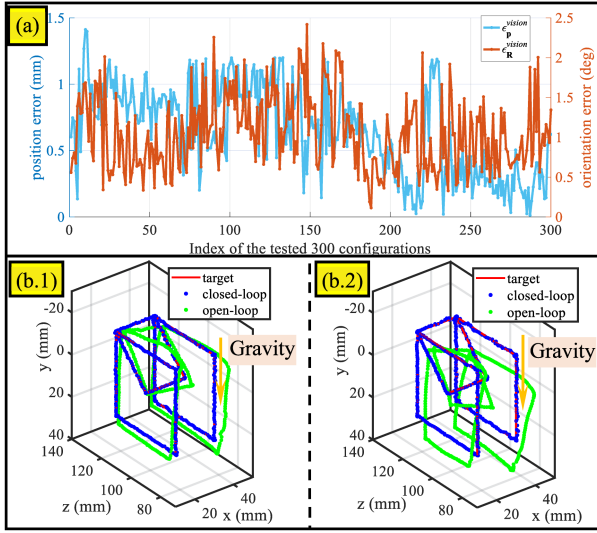 (a)
1.5
1
0.5
0
position error (mm)
2.5
2
1.5
1
0.5
0
orientation error (deg)
ϵ_p^vision
ϵ_R^vision
0 50 100 150 200 250 300
Index of the tested 300 configurations
(b.1)
target
closed-loop
open-loop
Gravity
-20
0
20
40
y (mm)
140
120
100
80
z (mm)
20
40
x (mm)
(b.2)
target
closed-loop
open-loop
Gravity
-20
0
20
40
y (mm)
140
120
100
80
z (mm)
20
40
x (mm)